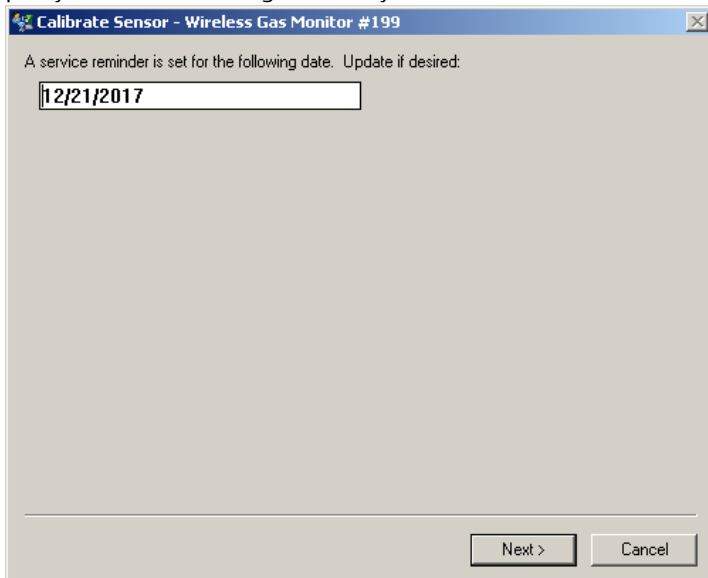 Calibrate Sensor - Wireless Gas Monitor #199
A service reminder is set for the following date. Update if desired:
12/21/2017
Next >
Cancel